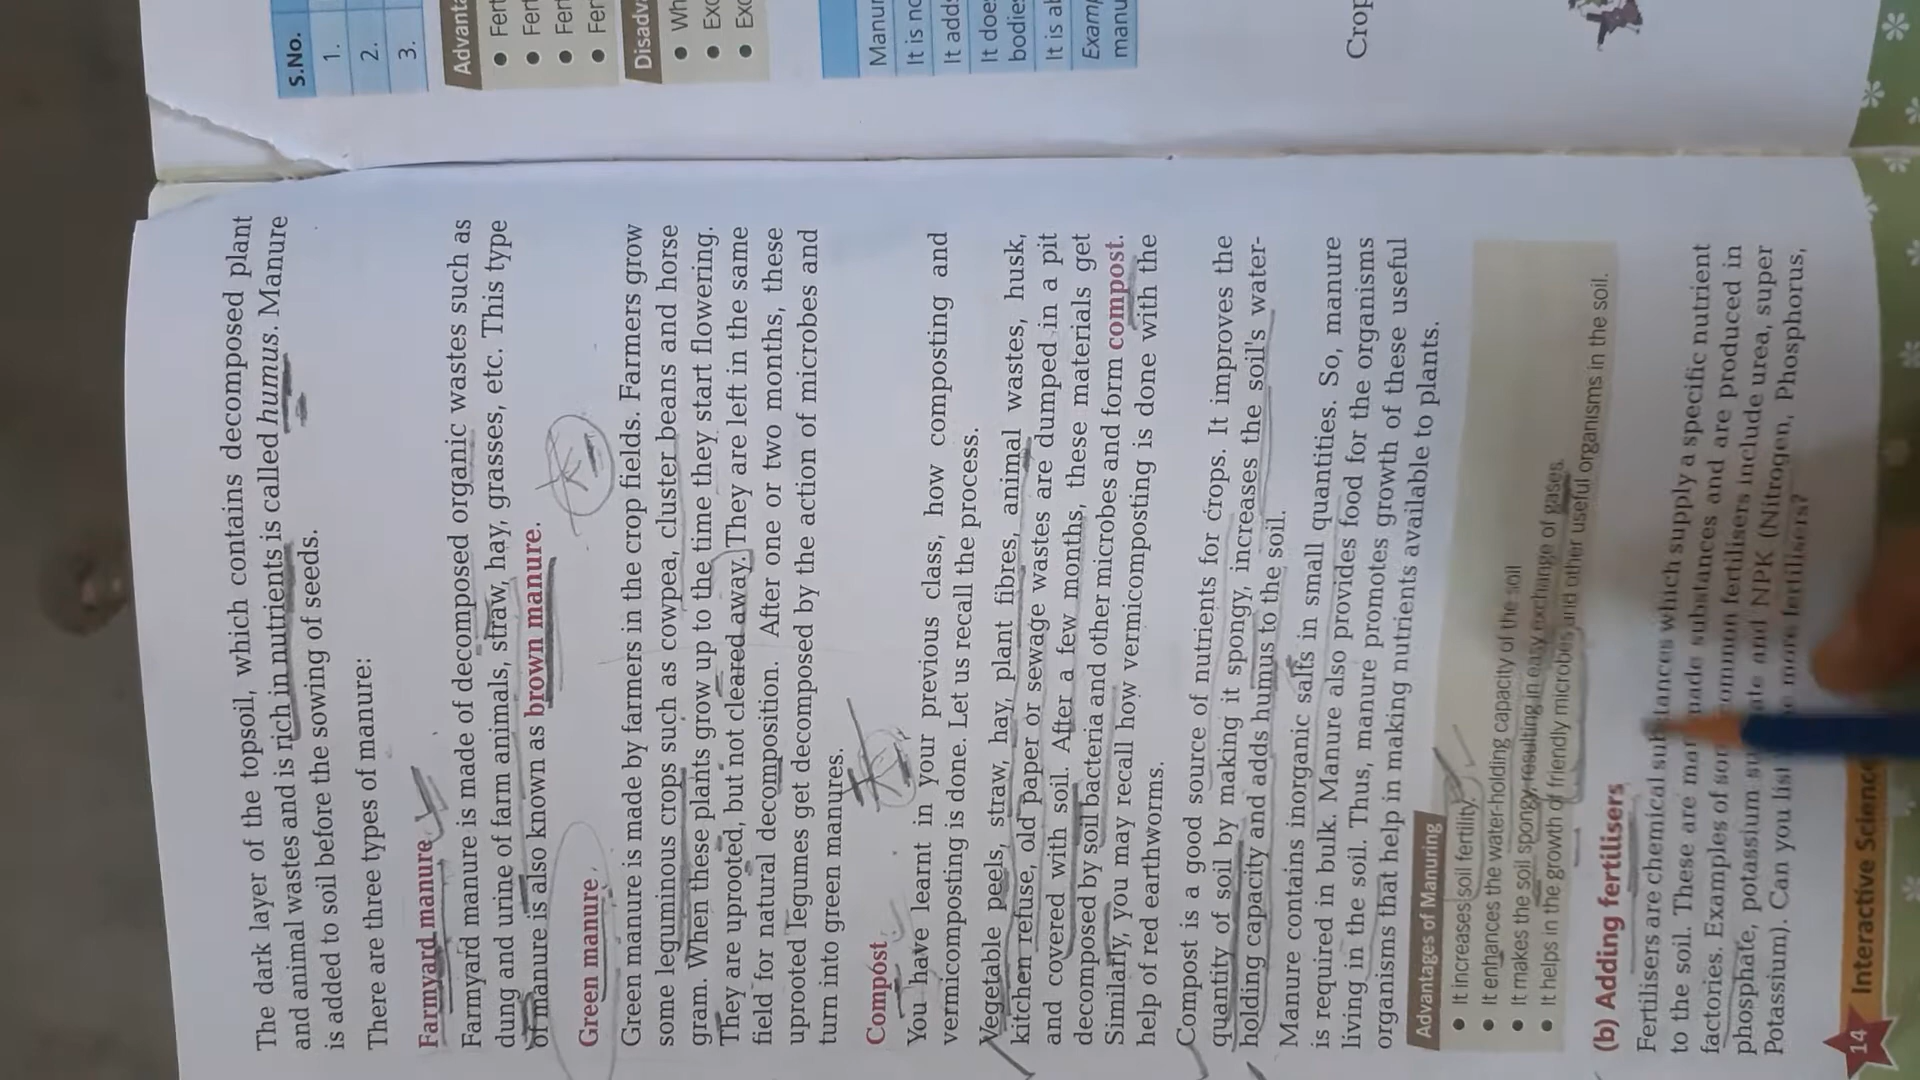 The dark layer of the topsoil, which contains decomposed plant
and animal wastes and is rich in nutrients is called humus. Manure
is added to soil before the sowing of seeds.
There are three types of manure:
Farmyard manure
Farmyard manure is made of decomposed organic wastes such as
dung and urine of farm animals, straw, hay, grasses, etc. This type
of manure is also known as brown manure.
Green manure
Green manure is made by farmers in the crop fields. Farmers grow
some leguminous crops such as cowpea, cluster beans and horse
gram. When these plants grow up to the time they start flowering.
They are uprooted, but not cleared away. They are left in the same
field for natural decomposition. After one or two months, these
uprooted legumes get decomposed by the action of microbes and
turn into green manures.
Compost
You have learnt in your previous class, how composting and
vermicomposting is done. Let us recall the process.
Vegetable peels, straw, hay, plant fibres, animal wastes, husk,
kitchen refuse, old paper or sewage wastes are dumped in a pit
and covered with soil. After a few months, these materials get
decomposed by soil bacteria and other microbes and form compost.
Similarly, you may recall how vermicomposting is done with the
help of red earthworms.
Compost is a good source of nutrients for crops. It improves the
quantity of soil by making it spongy, increases the soil's water-
holding capacity and adds humus to the soil.
Manure contains inorganic salts in small quantities. So, manure
is required in bulk. Manure also provides food for the organisms
living in the soil. Thus, manure promotes growth of these useful
organisms that help in making nutrients available to plants.
Advantages of Manuring
• It increases soil fertility.
• It enhances the water-holding capacity of the soil
• It makes the soil spongy, resulting in easy exchange of gases.
• It helps in the growth of friendly microbes and other useful organisms in the soil.
(b) Adding fertilisers
Fertilisers are chemical substances which supply a specific nutrient
to the soil. These are substances and are produced in
factories. Examples of common fertilisers include urea, super
phosphate, potassium and NPK (Nitrogen, Phosphorus,
Potassium). Can you list more fertilisers?
14 Interactive Science
S.No.
1.
2.
3.
• Fert
• Fert
• Fer
• Fer
• Wh
• Exc
• Exc
Manur
It is no
It adds
It does
bodies
It is al
manu
Crop